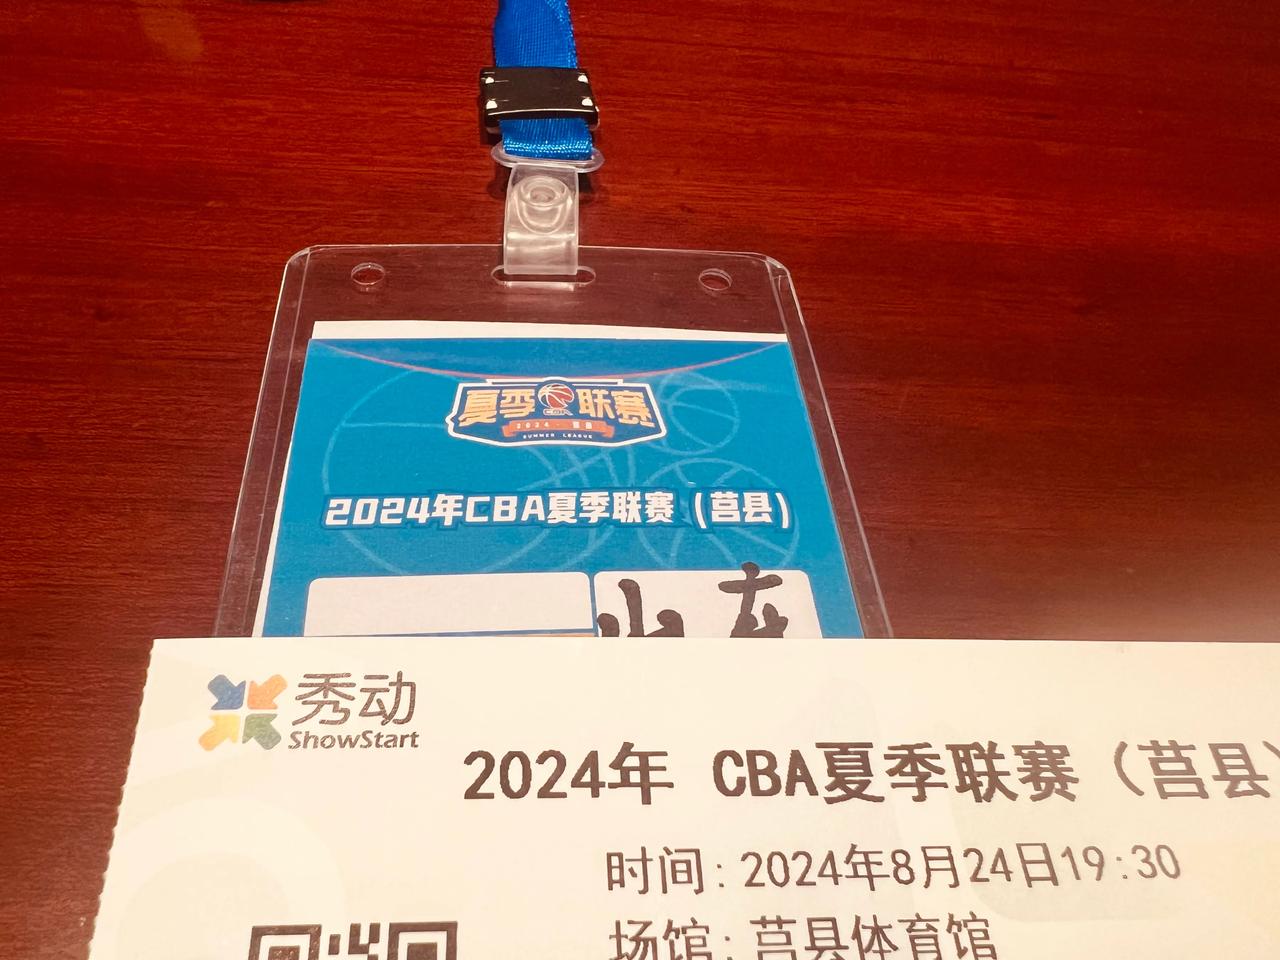 夏季联赛
2024·莒县
SUMMER LEAGUE
2024年CBA夏季联赛（莒县）
秀动
ShowStart
2024年 CBA夏季联赛（莒县）
时间：2024年8月24日19:30
场馆：莒县体育馆